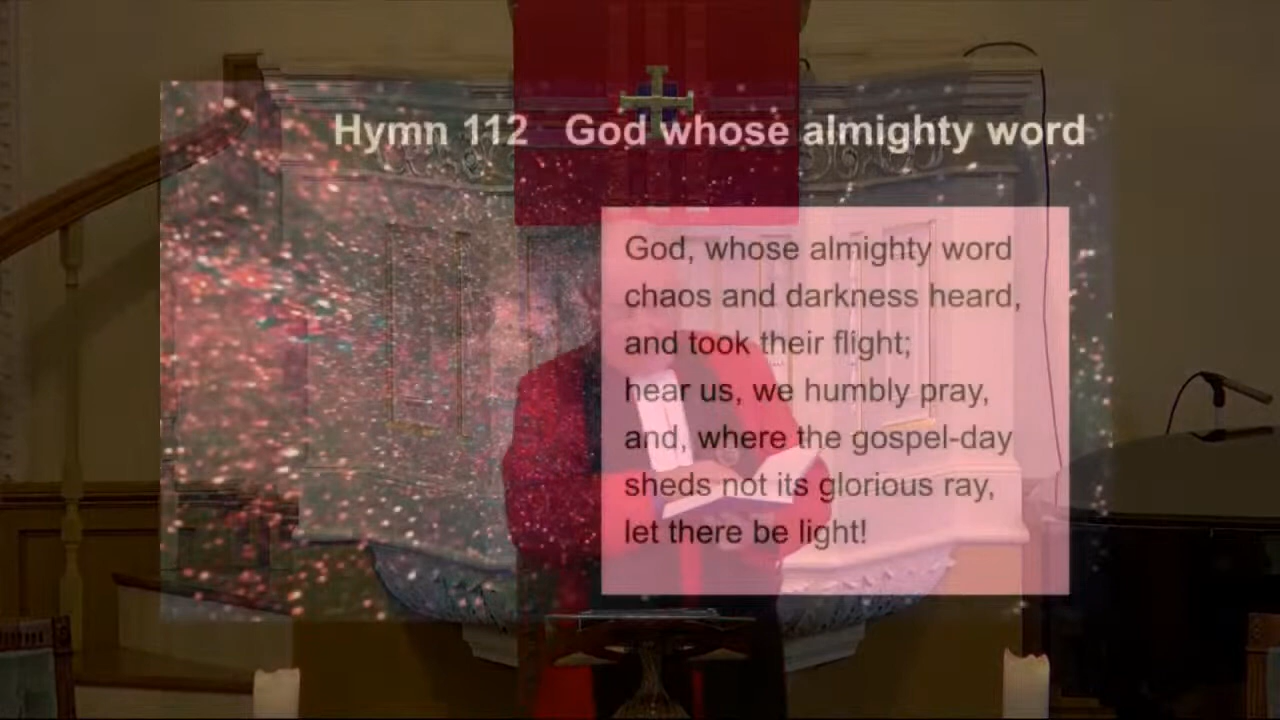 Hymn 112 God whose almighty word
God, whose almighty word
chaos and darkness heard,
and took their flight;
hear us, we humbly pray,
and, where the gospel-day
sheds not its glorious ray,
let there be light!